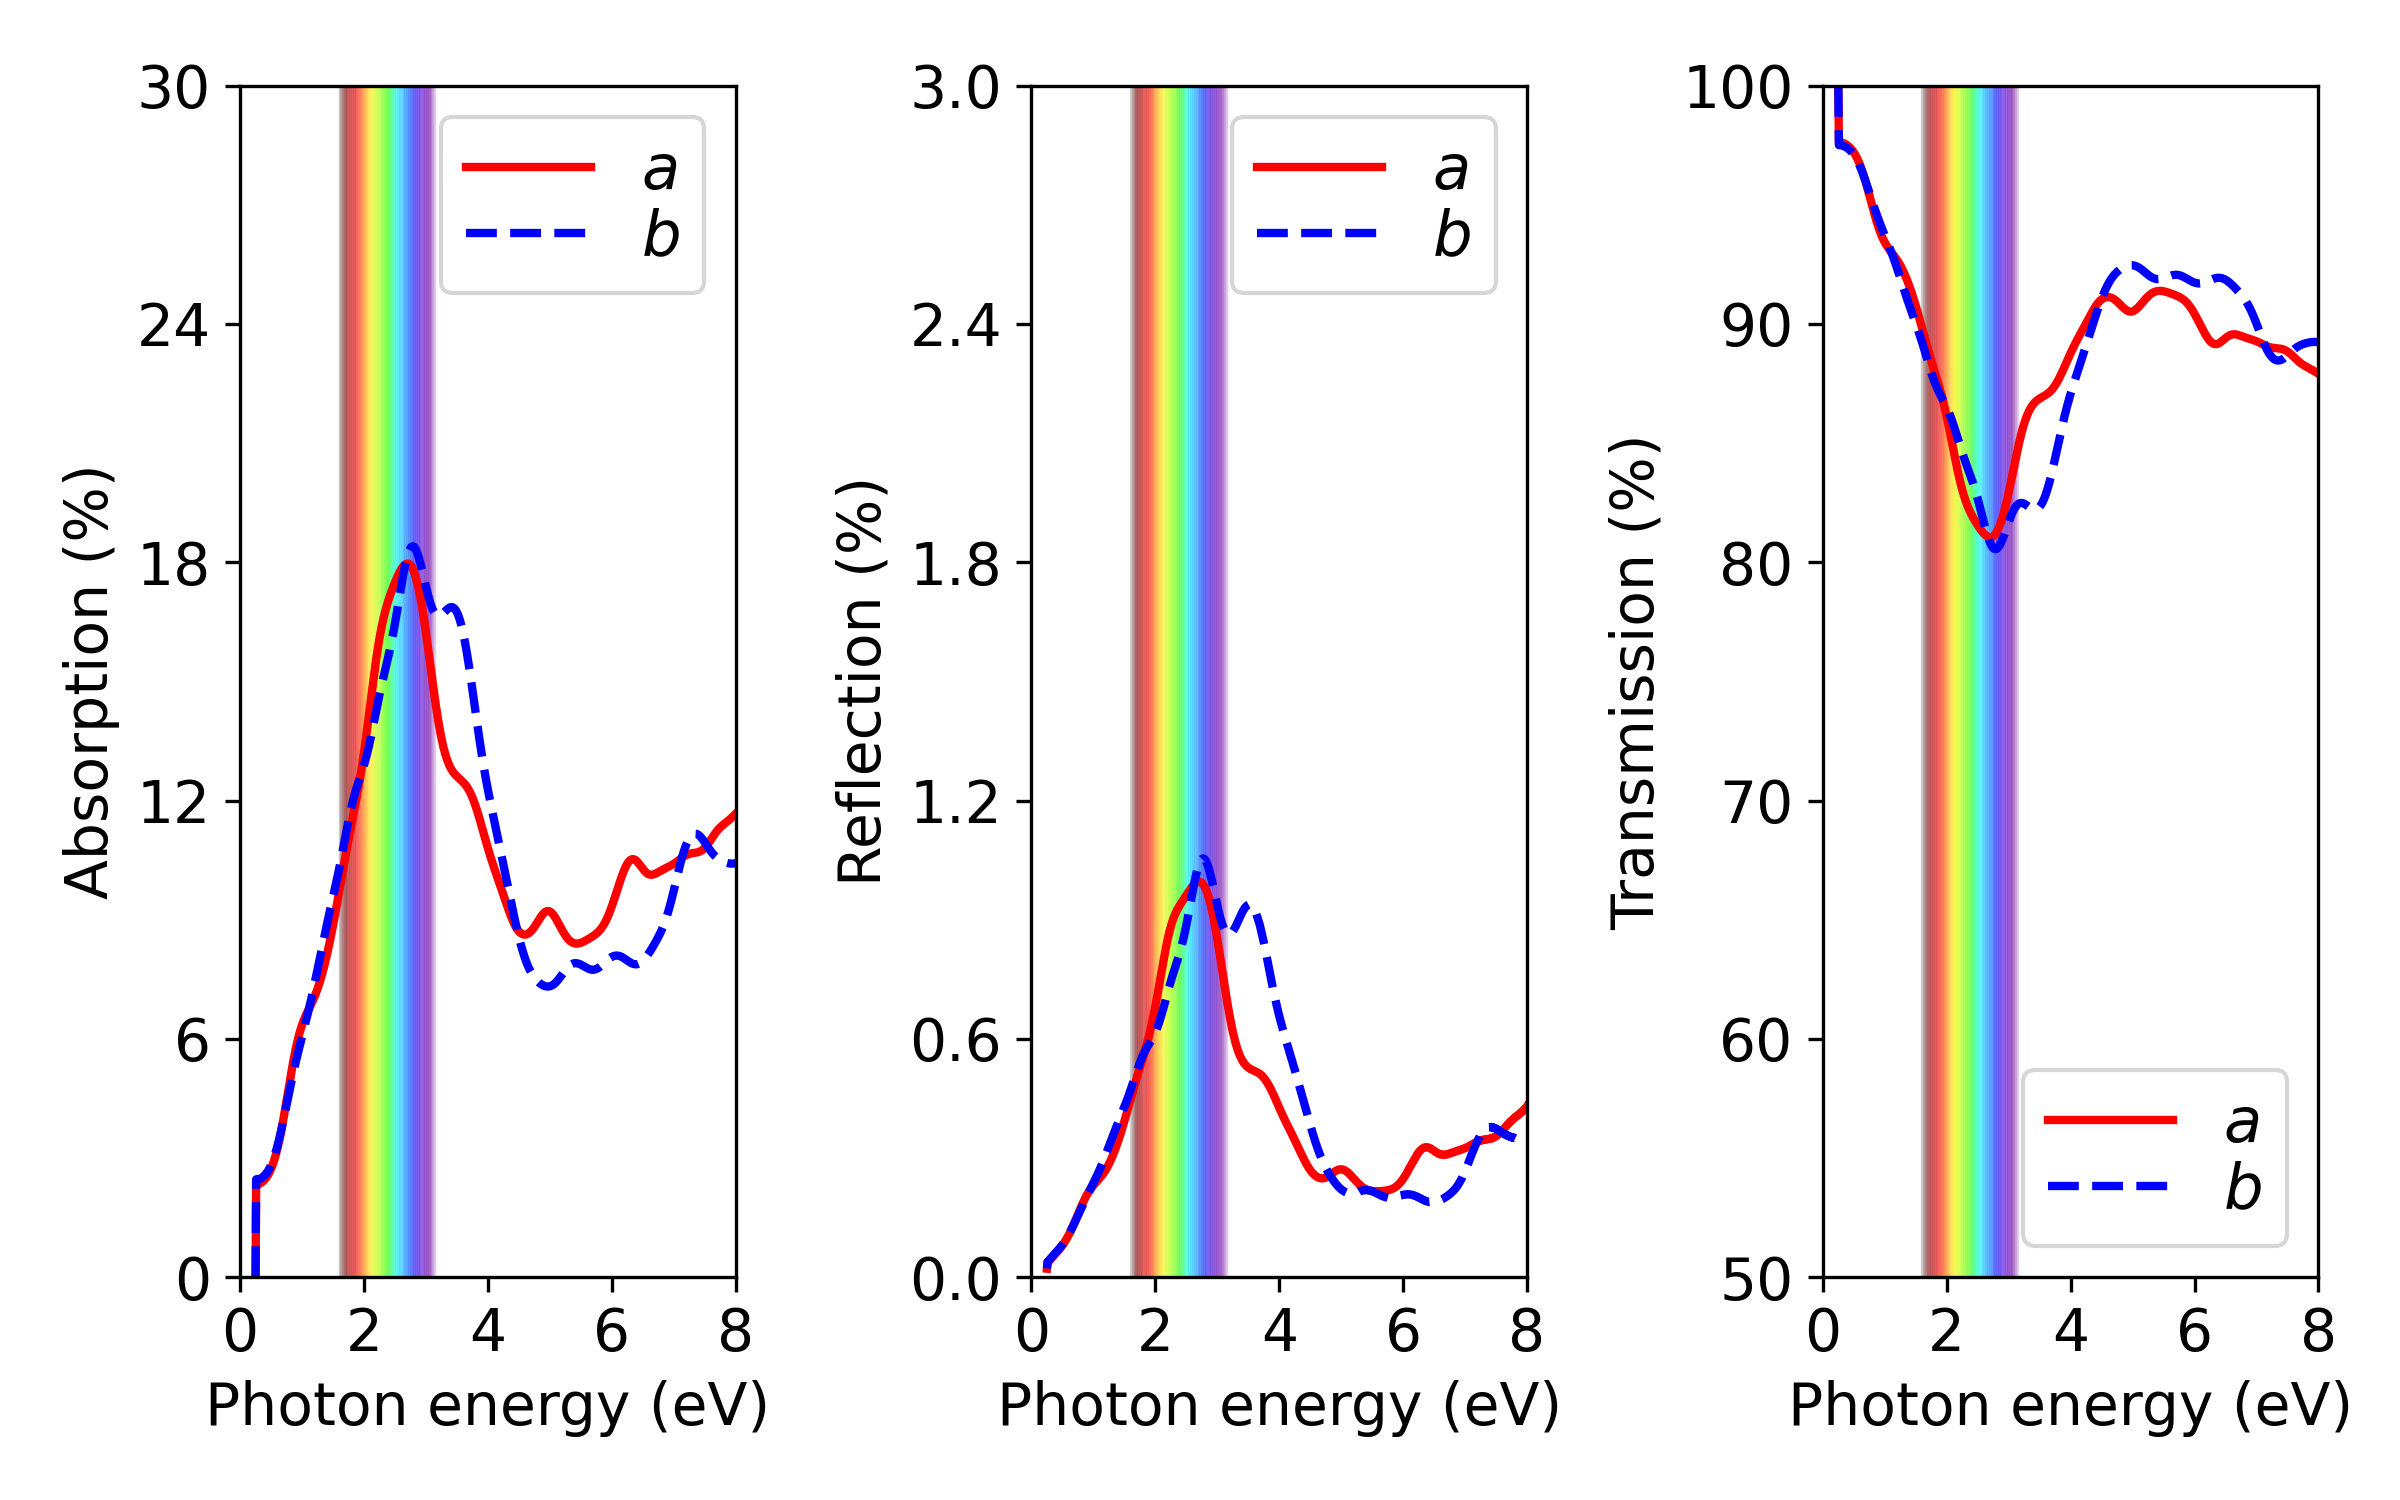 30
24
18
12
6
0
0 2 4 6 8
Absorption (%)
Photon energy (eV)
a
b
3.0
2.4
1.8
1.2
0.6
0.0
0 2 4 6 8
Reflection (%)
Photon energy (eV)
a
b
100
90
80
70
60
50
0 2 4 6 8
Transmission (%)
Photon energy (eV)
a
b